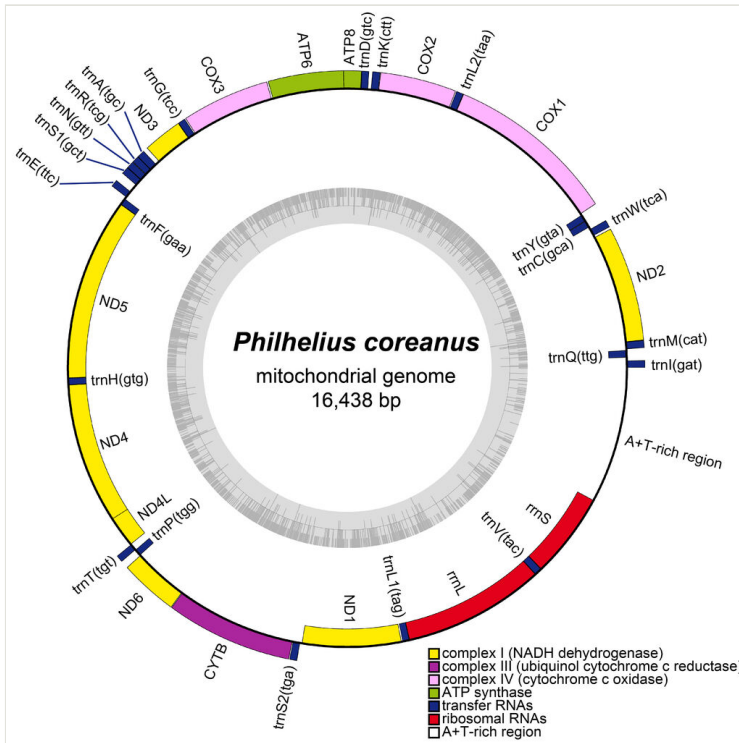 ATP6
ATP8
trnD(gtc)
trnK(ctt)
COX2
trnL2(taa)
COX1
trnW(tca)
trnY(gta)
trnC(gca)
ND2
trnM(cat)
trnQ(ttg)
trnI(gat)
A+T-rich region
rrnS
trnV(tac)
rrnL
trnL1(tag)
ND1
trnS2(tga)
CYTB
ND6
trnT(tgt)
trnP(tgg)
ND4L
ND4
trnH(gtg)
ND5
trnF(gaa)
trnE(ttc)
trnS1(gct)
trnN(gtt)
trnR(tcg)
trnA(tgc)
ND3
trnG(tcc)
COX3
Philhelius coreanus
mitochondrial genome
16,438 bp
complex I (NADH dehydrogenase)
complex III (ubiquinol cytochrome c reductase)
complex IV (cytochrome c oxidase)
ATP synthase
transfer RNAs
ribosomal RNAs
A+T-rich region